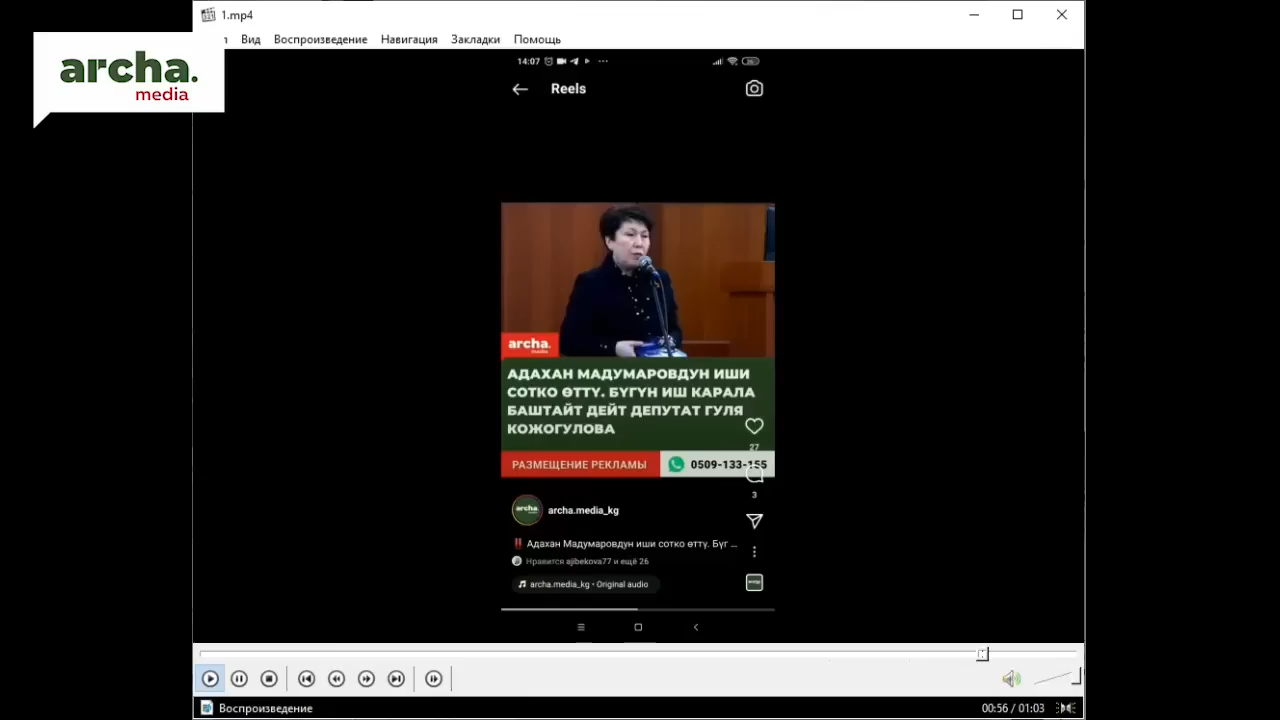 1.mp4
Вид Воспроизведение Навигация Закладки Помощь
archa.
media
14:07
Reels
archa.
media
АДАХАН МАДУМАРОВДУН ИШИ
СОТКО ӨТТҮ. БҮГҮН ИШ КАРАЛА
БАШТАЙТ ДЕЙТ ДЕПУТАТ ГУЛЯ
КОЖОГУЛОВА
27
РАЗМЕЩЕНИЕ РЕКЛАМЫ 0509-133-155
3
archa.media_kg
‼ Адахан Мадумаровдун иши сотко өттү. Бүг ...
Нравится ajibekova77 и ещё 26
archa.media_kg • Original audio
Воспроизведение 00:56 / 01:03